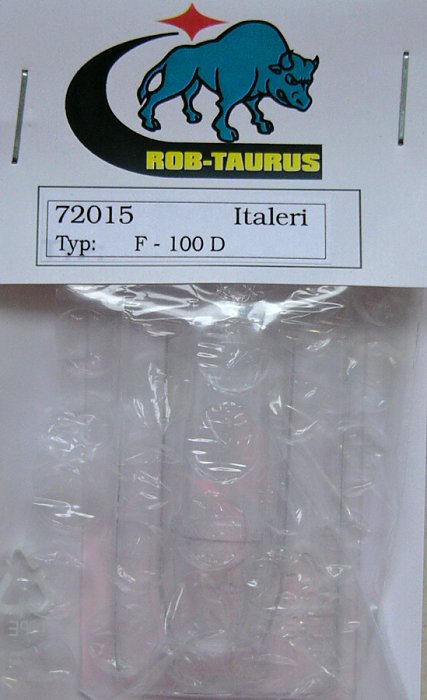 ROB-TAURUS
72015 Italeri
Typ: F - 100 D